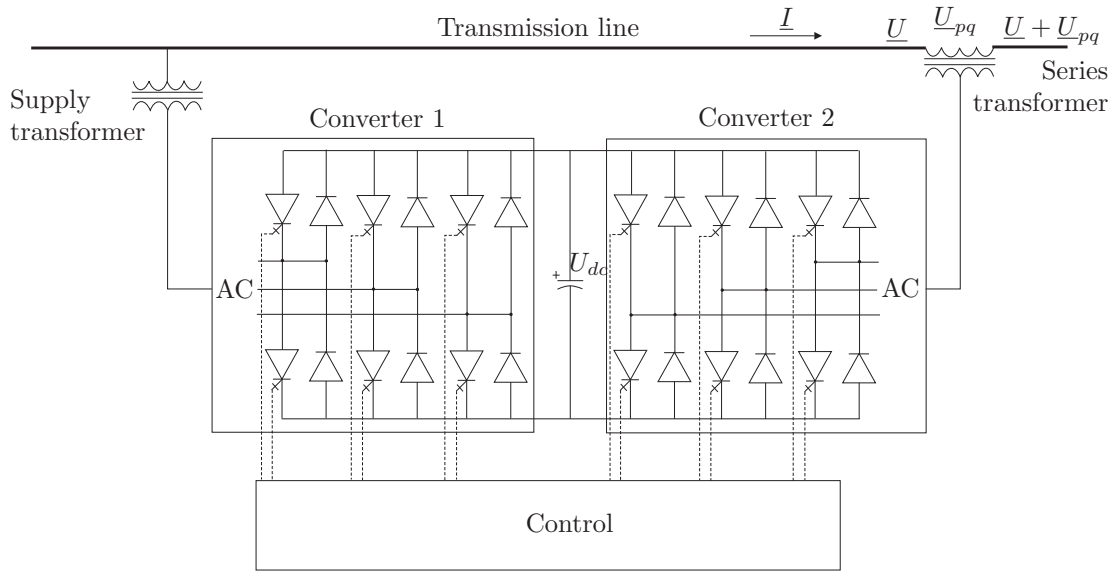 Transmission line
I
U
U_pq
U + U_pq
Supply
transformer
Series
transformer
Converter 1
Converter 2
AC
+
U_dc
AC
Control